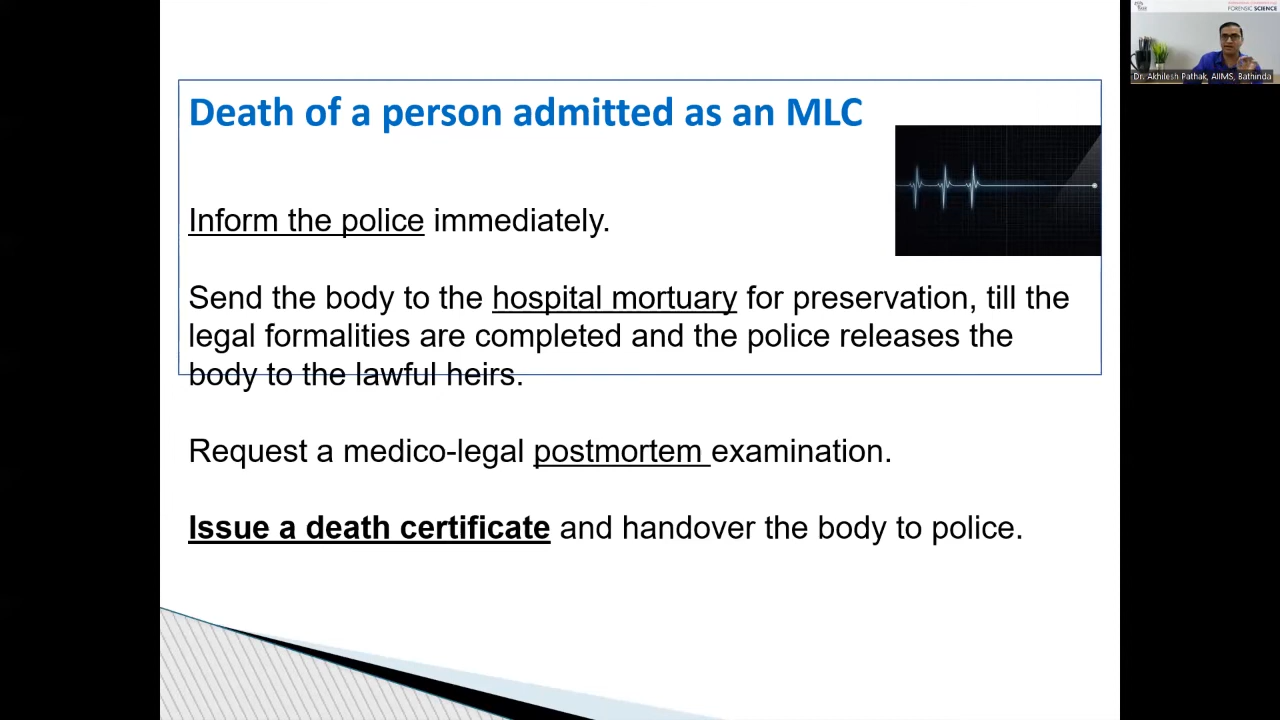 Death of a person admitted as an MLC
Inform the police immediately.
Send the body to the hospital mortuary for preservation, till the
legal formalities are completed and the police releases the
body to the lawful heirs.
Request a medico-legal postmortem examination.
Issue a death certificate and handover the body to police.
FORENSIC SCIENCE
Dr. Akhilesh Pathak, AIIMS, Bathinda